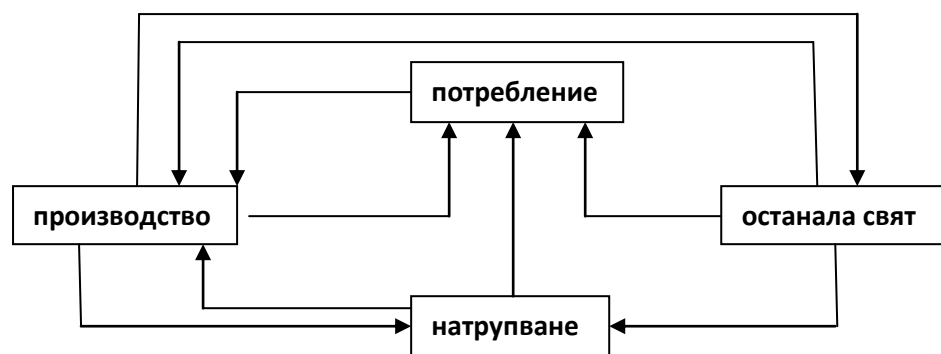 потребление
производство
останала свят
натрупване